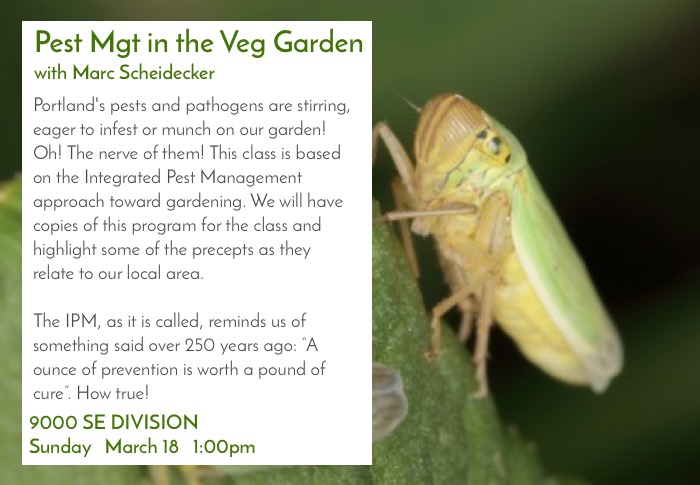 Pest Mgt in the Veg Garden
with Marc Scheidecker
Portland's pests and pathogens are stirring,
eager to infest or munch on our garden!
Oh! The nerve of them! This class is based
on the Integrated Pest Management
approach toward gardening. We will have
copies of this program for the class and
highlight some of the precepts as they
relate to our local area.
The IPM, as it is called, reminds us of
something said over 250 years ago: "A
ounce of prevention is worth a pound of
cure". How true!
9000 SE DIVISION
Sunday March 18 1:00pm